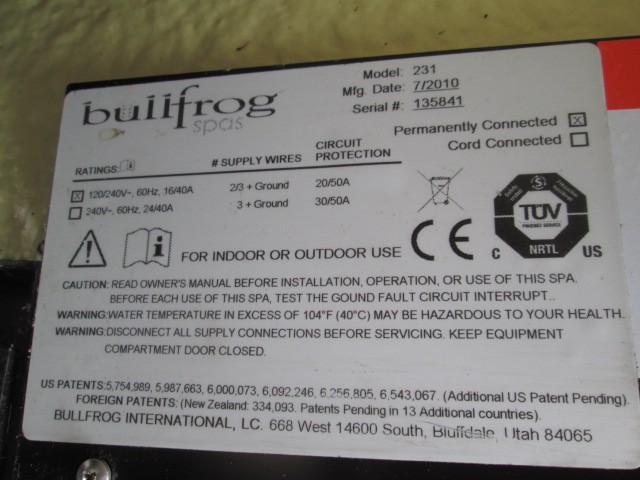 bullfrog
spas
Model: 231
Mfg. Date: 7/2010
Serial #: 135841
Permanently Connected ☒
Cord Connected ☐
RATINGS: # SUPPLY WIRES CIRCUIT PROTECTION
☒ 120/240V~, 60Hz, 16/40A 2/3 + Ground 20/50A
☐ 240V~, 60Hz, 24/40A 3 + Ground 30/50A
FOR INDOOR OR OUTDOOR USE
CE
C TÜV NRTL US
CAUTION: READ OWNER'S MANUAL BEFORE INSTALLATION, OPERATION, OR USE OF THIS SPA.
BEFORE EACH USE OF THIS SPA, TEST THE GOUND FAULT CIRCUIT INTERRUPT..
WARNING:WATER TEMPERATURE IN EXCESS OF 104°F (40°C) MAY BE HAZARDOUS TO YOUR HEALTH.
WARNING:DISCONNECT ALL SUPPLY CONNECTIONS BEFORE SERVICING. KEEP EQUIPMENT
COMPARTMENT DOOR CLOSED.
US PATENTS:5,754,989, 5,987,663, 6,000,073, 6,092,246, 6,256,805, 6,543,067. (Additional US Patent Pending).
FOREIGN PATENTS: (New Zealand: 334,093. Patents Pending in 13 Additional countries).
BULLFROG INTERNATIONAL, LC. 668 West 14600 South, Bluffdale, Utah 84065